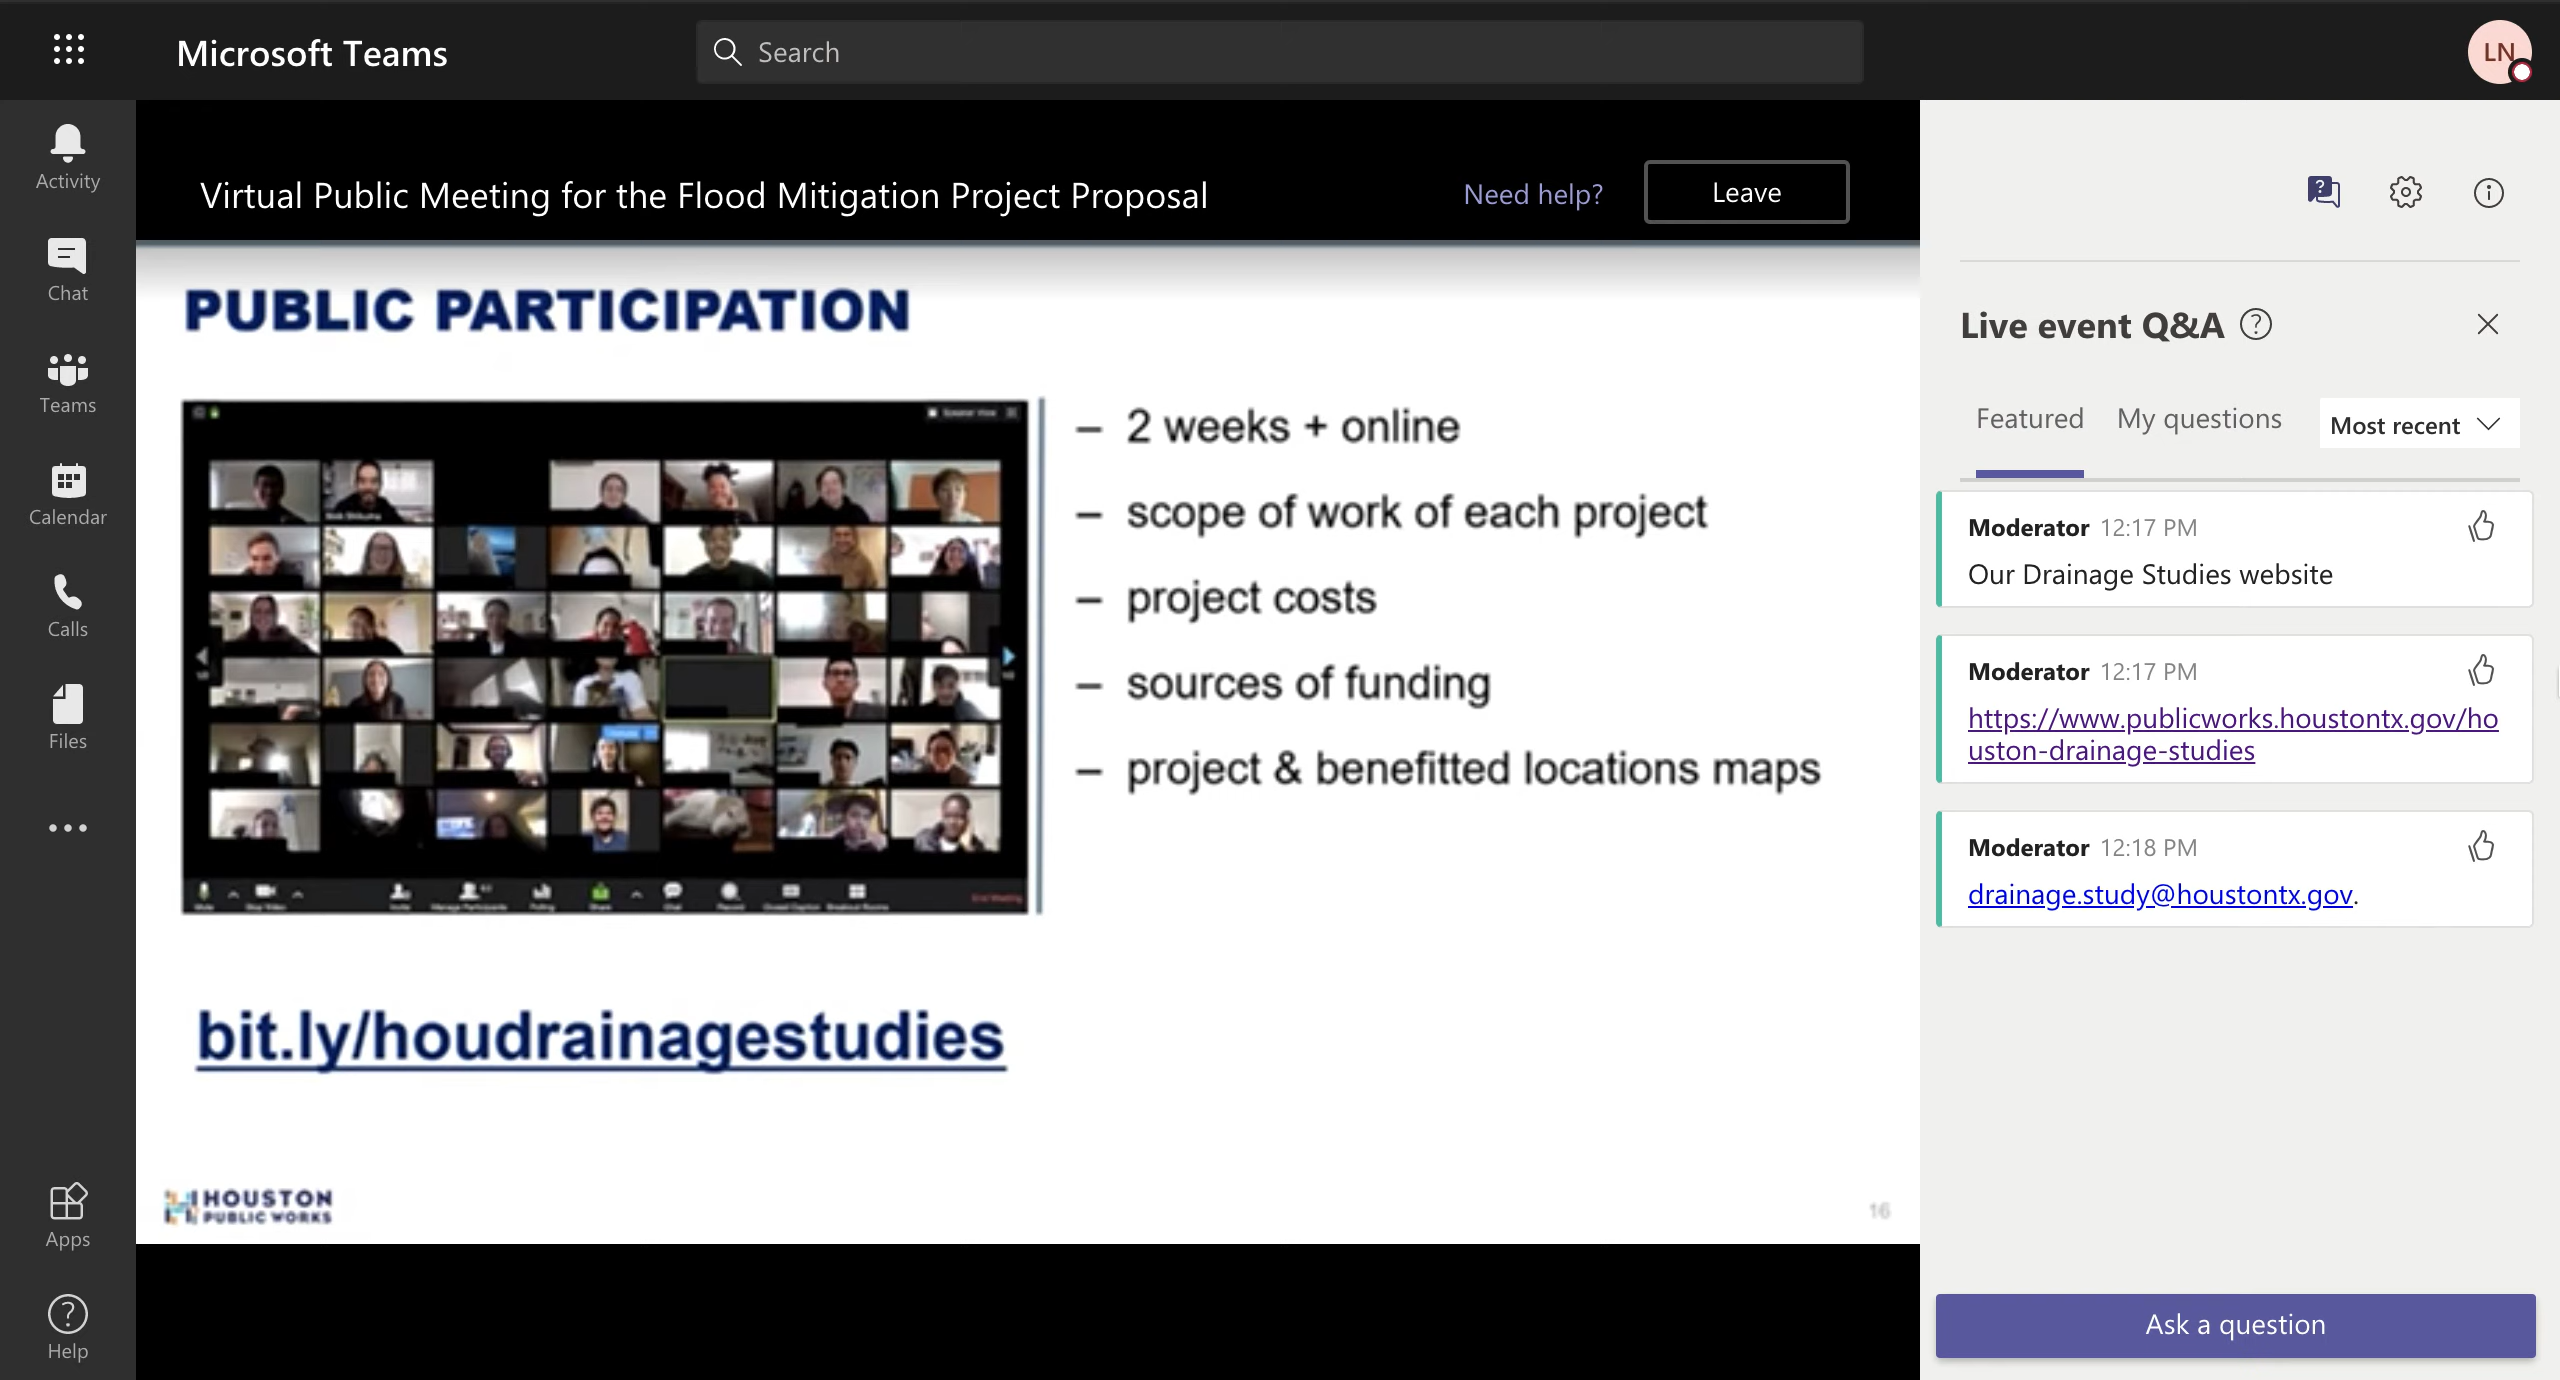 Microsoft Teams
Search
LN
Activity
Chat
Teams
Calendar
Calls
Files
Apps
Help
Virtual Public Meeting for the Flood Mitigation Project Proposal
Need help?
Leave
PUBLIC PARTICIPATION
Speaker View
– 2 weeks + online
– scope of work of each project
– project costs
– sources of funding
– project & benefitted locations maps
bit.ly/houdrainagestudies
HOUSTON
PUBLIC WORKS
16
Live event Q&A
Featured
My questions
Most recent
Moderator 12:17 PM
Our Drainage Studies website
Moderator 12:17 PM
https://www.publicworks.houstontx.gov/ho
uston-drainage-studies
Moderator 12:18 PM
drainage.study@houstontx.gov.
Ask a question